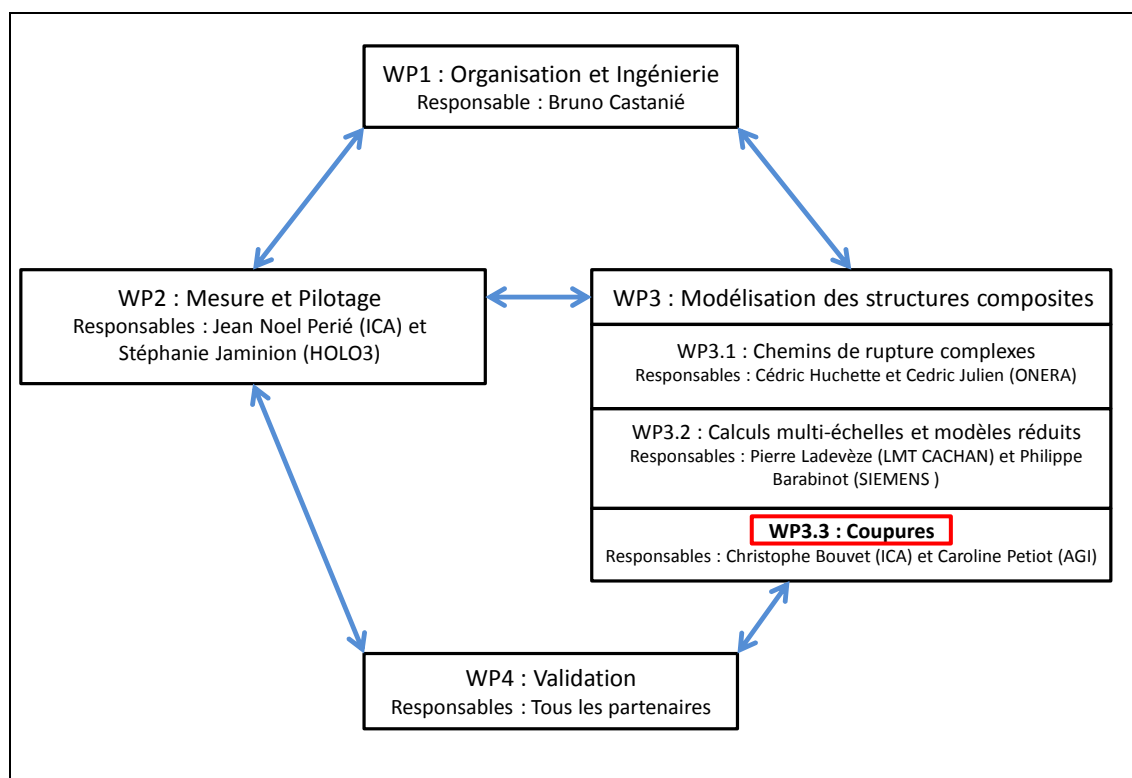 WP1 : Organisation et Ingénierie
Responsable : Bruno Castanié
WP2 : Mesure et Pilotage
Responsables : Jean Noel Perié (ICA) et
Stéphanie Jaminion (HOLO3)
WP3 : Modélisation des structures composites
WP3.1 : Chemins de rupture complexes
Responsables : Cédric Huchette et Cedric Julien (ONERA)
WP3.2 : Calculs multi-échelles et modèles réduits
Responsables : Pierre Ladevèze (LMT CACHAN) et Philippe
Barabinot (SIEMENS )
WP3.3 : Coupures
Responsables : Christophe Bouvet (ICA) et Caroline Petiot (AGI)
WP4 : Validation
Responsables : Tous les partenaires